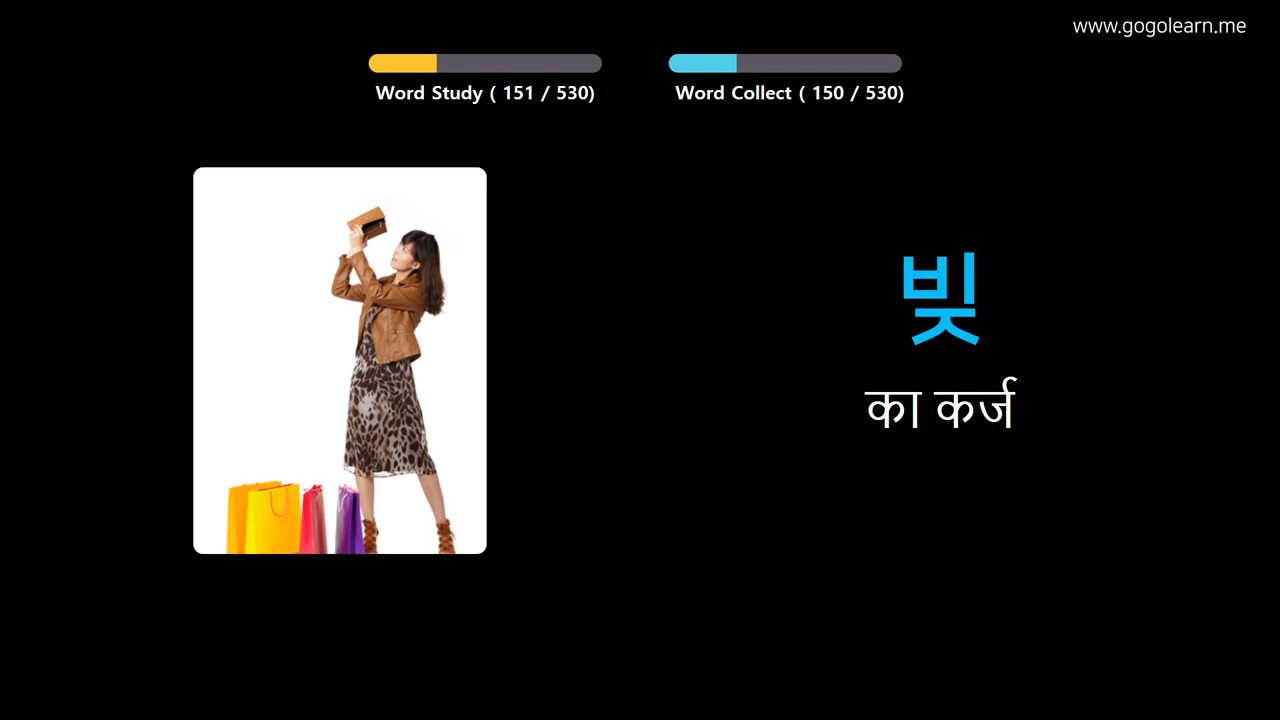 www.gogolearn.me
Word Study ( 151 / 530)
Word Collect ( 150 / 530)
빚
का कर्ज